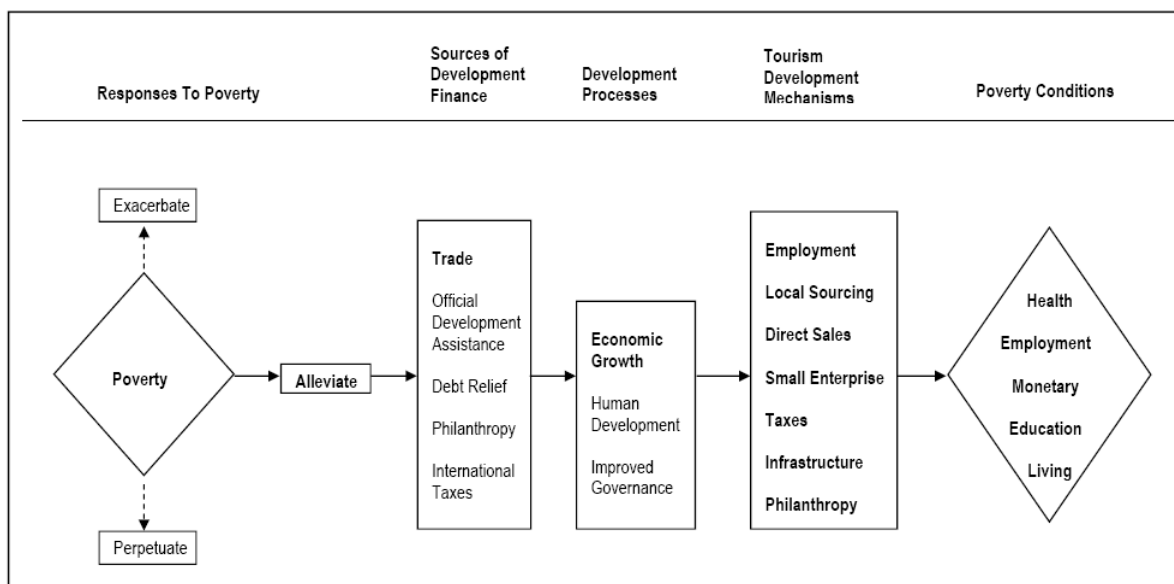 Responses To Poverty
Sources of
Development
Finance
Development
Processes
Tourism
Development
Mechanisms
Poverty Conditions
Exacerbate
Poverty
Perpetuate
Alleviate
Trade
Official
Development
Assistance
Debt Relief
Philanthropy
International
Taxes
Economic
Growth
Human
Development
Improved
Governance
Employment
Local Sourcing
Direct Sales
Small Enterprise
Taxes
Infrastructure
Philanthropy
Health
Employment
Monetary
Education
Living